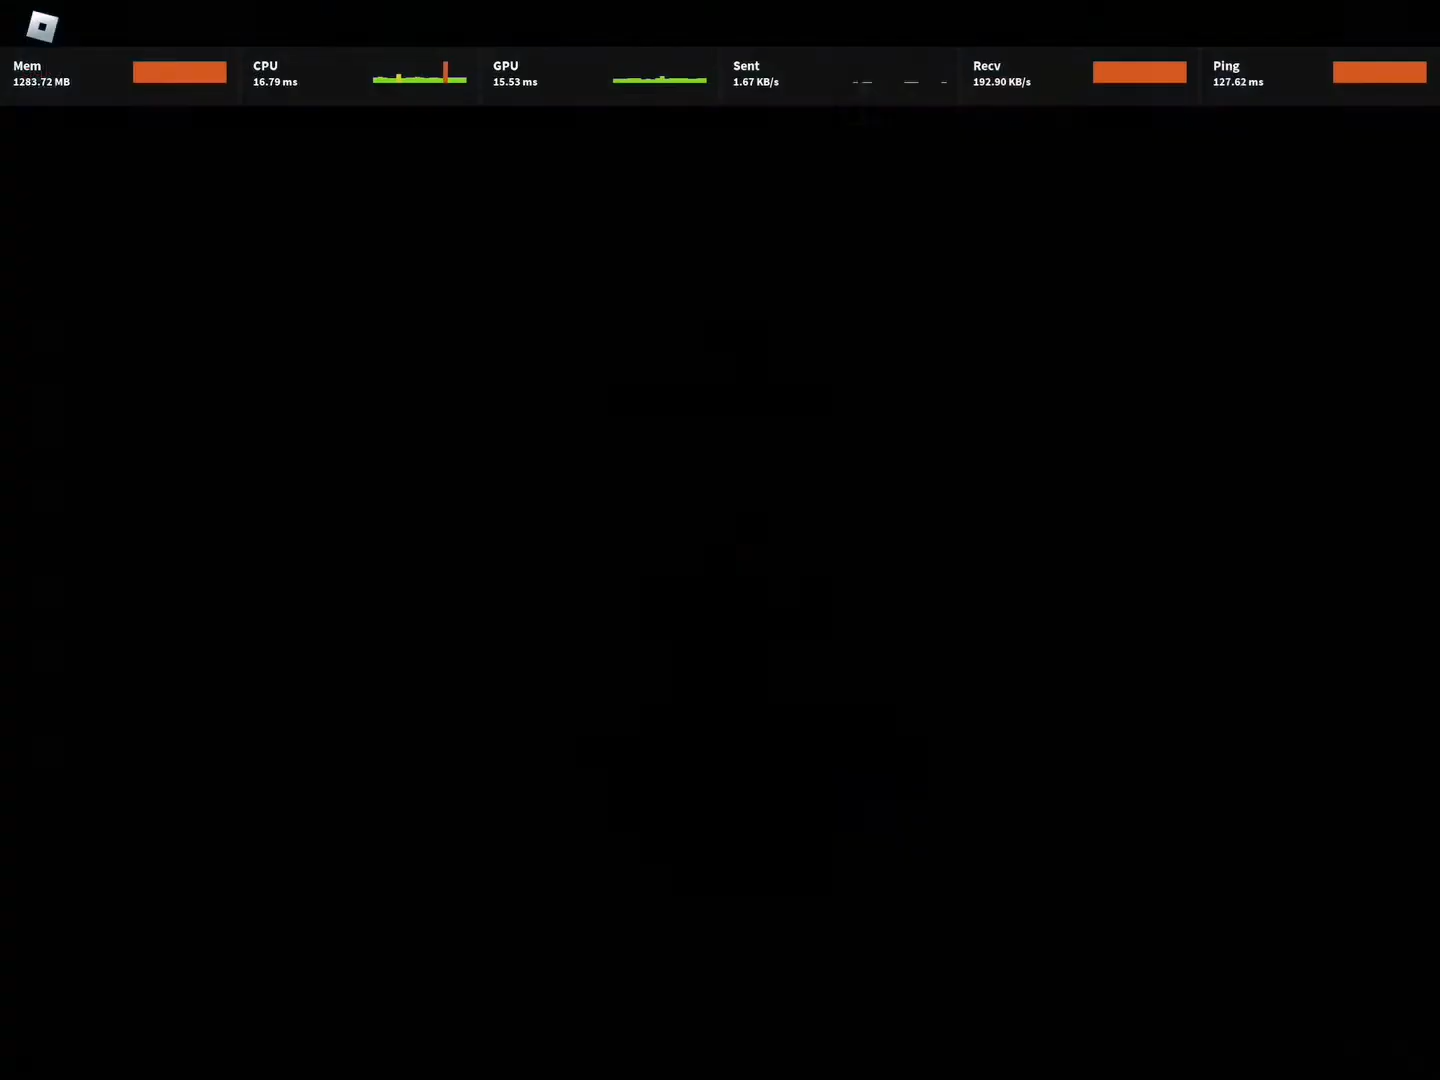 Mem
1283.72 MB
CPU
16.79 ms
GPU
15.53 ms
Sent
1.67 KB/s
Recv
192.90 KB/s
Ping
127.62 ms